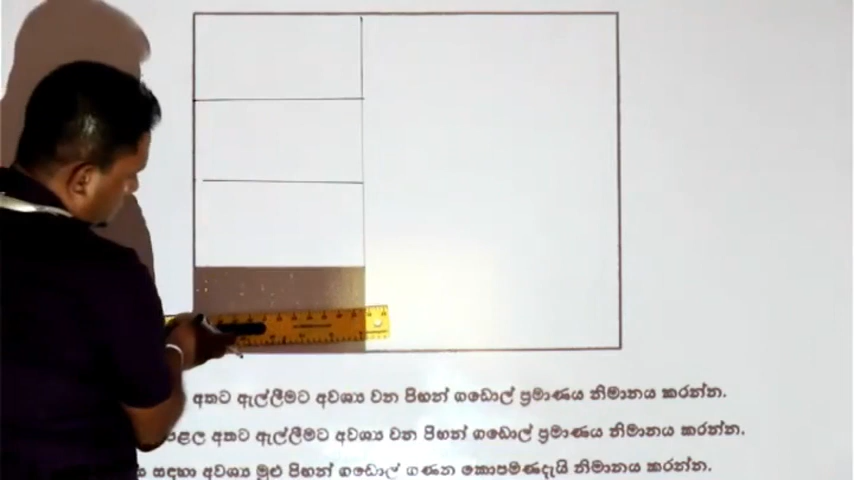 අතට ඇල්ලීමට අවශ්‍ය වන පිඟන් ගඩොල් ප්‍රමාණය නිමානය කරන්න.
පළල අතට ඇල්ලීමට අවශ්‍ය වන පිඟන් ගඩොල් ප්‍රමාණය නිමානය කරන්න.
සඳහා අවශ්‍ය මුළු පිඟන් ගඩොල් ගණන කොපමණදැයි නිමානය කරන්න.